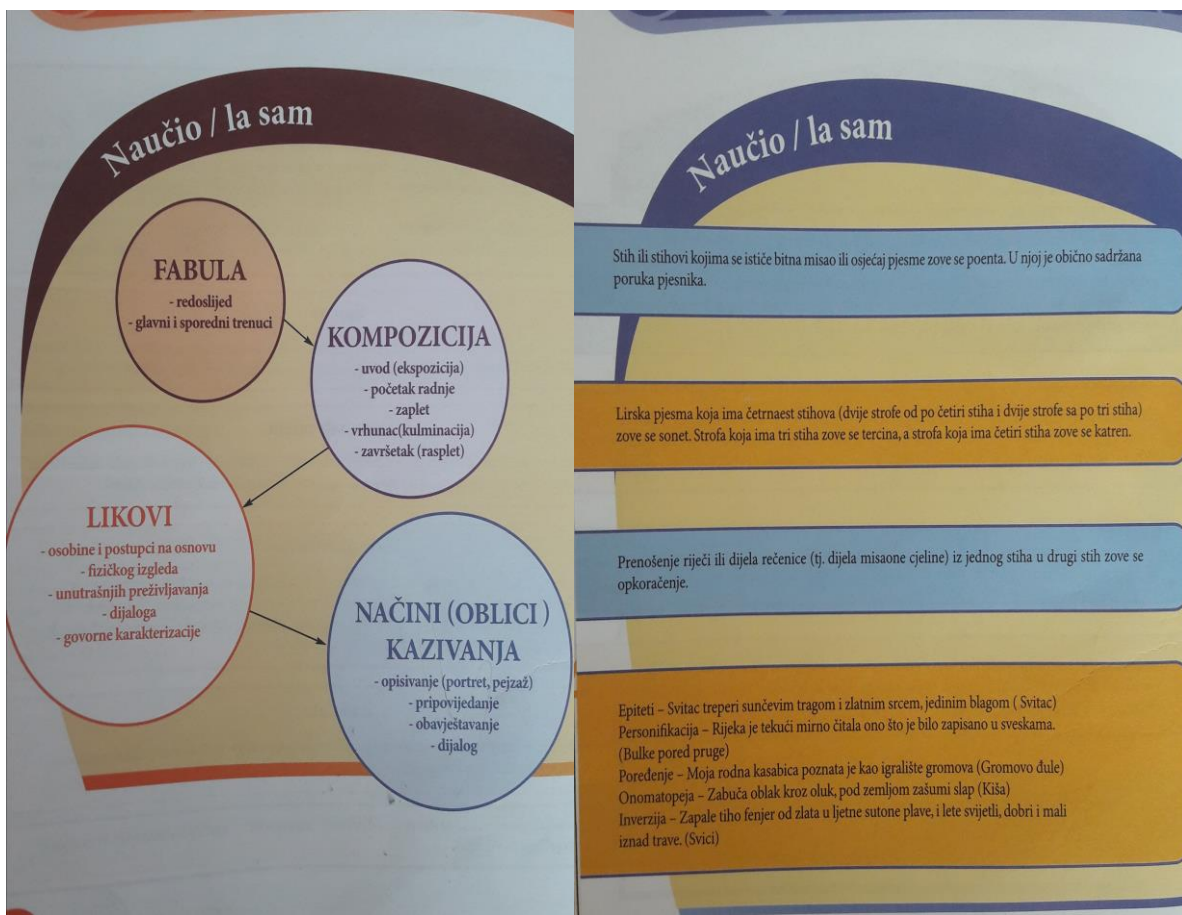 Naučio / la sam
FABULA
- redoslijed
- glavni i sporedni trenuci
KOMPOZICIJA
- uvod (ekspozicija)
- početak radnje
- zaplet
- vrhunac(kulminacija)
- završetak (rasplet)
LIKOVI
- osobine i postupci na osnovu
- fizičkog izgleda
- unutrašnjih preživljavanja
- dijaloga
- govorne karakterizacije
NAČINI (OBLICI )
KAZIVANJA
- opisivanje (portret, pejzaž)
- pripovijedanje
- obavještavanje
- dijalog
Naučio / la sam
Stih ili stihovi kojima se ističe bitna misao ili osjećaj pjesme zove se poenta. U njoj je obično sadržana
poruka pjesnika.
Lirska pjesma koja ima četrnaest stihova (dvije strofe od po četiri stiha i dvije strofe sa po tri stiha)
zove se sonet. Strofa koja ima tri stiha zove se tercina, a strofa koja ima četiri stiha zove se katren.
Prenošenje riječi ili dijela rečenice (tj. dijela misaone cjeline) iz jednog stiha u drugi stih zove se
opkoračenje.
Epiteti – Svitac treperi sunčevim tragom i zlatnim srcem, jedinim blagom ( Svitac)
Personifikacija – Rijeka je tekući mirno čitala ono što je bilo zapisano u sveskama.
(Bulke pored pruge)
Poređenje – Moja rodna kasabica poznata je kao igralište gromova (Gromovo đule)
Onomatopeja – Zabuča oblak kroz oluk, pod zemljom zašumi slap (Kiša)
Inverzija – Zapale tiho fenjer od zlata u ljetne sutone plave, i lete svijetli, dobri i mali
iznad trave. (Svici)